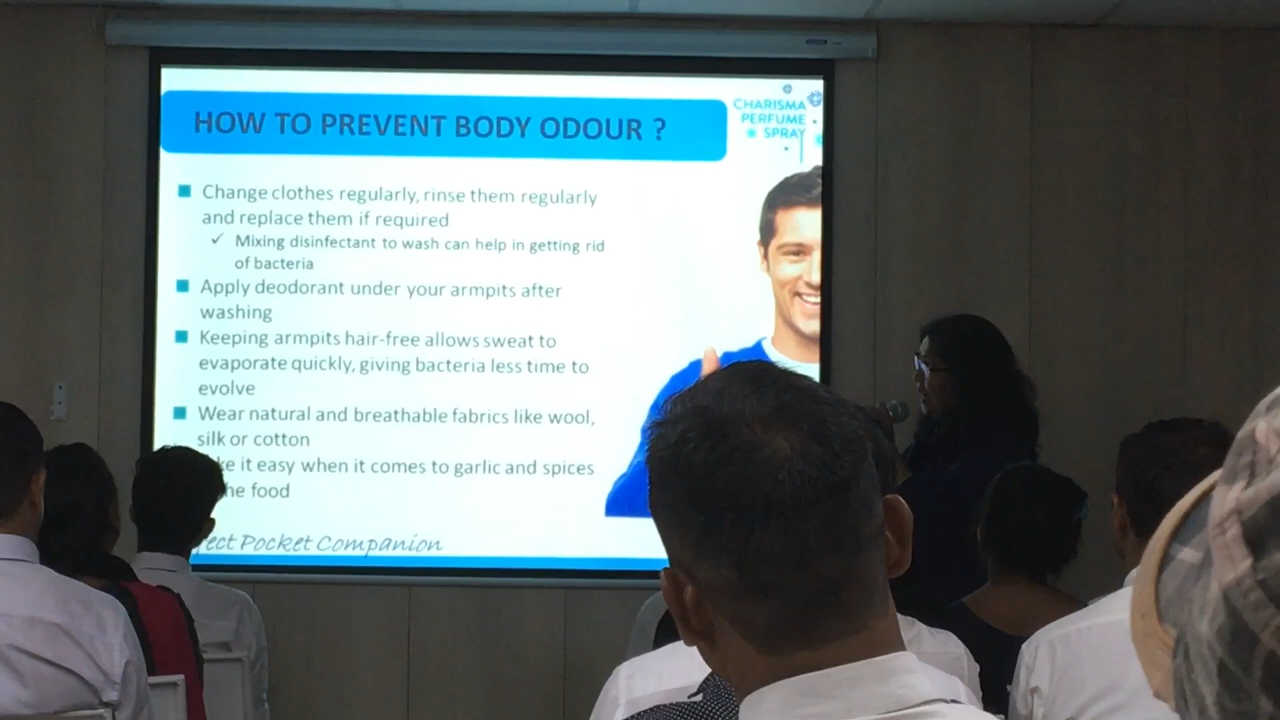 HOW TO PREVENT BODY ODOUR ?
CHARISMA
PERFUME
SPRAY
Change clothes regularly, rinse them regularly
and replace them if required
Mixing disinfectant to wash can help in getting rid
of bacteria
Apply deodorant under your armpits after
washing
Keeping armpits hair-free allows sweat to
evaporate quickly, giving bacteria less time to
evolve
Wear natural and breathable fabrics like wool,
silk or cotton
it easy when it comes to garlic and spices
food
Pocket Companion